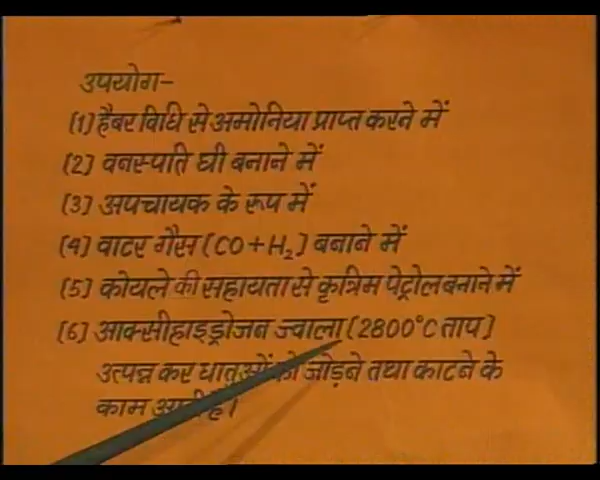 उपयोग-
(1) हैबर विधि से अमोनिया प्राप्त करने में
(2) वनस्पति घी बनाने में
(3) अपचायक के रूप में
(4) वाटर गैस (CO+H₂) बनाने में
(5) कोयले की सहायता से कृत्रिम पेट्रोल बनाने में
(6) आक्सीहाइड्रोजन ज्वाला (2800°C ताप)
उत्पन्न कर धातुओं को जोड़ने तथा काटने के
काम है।